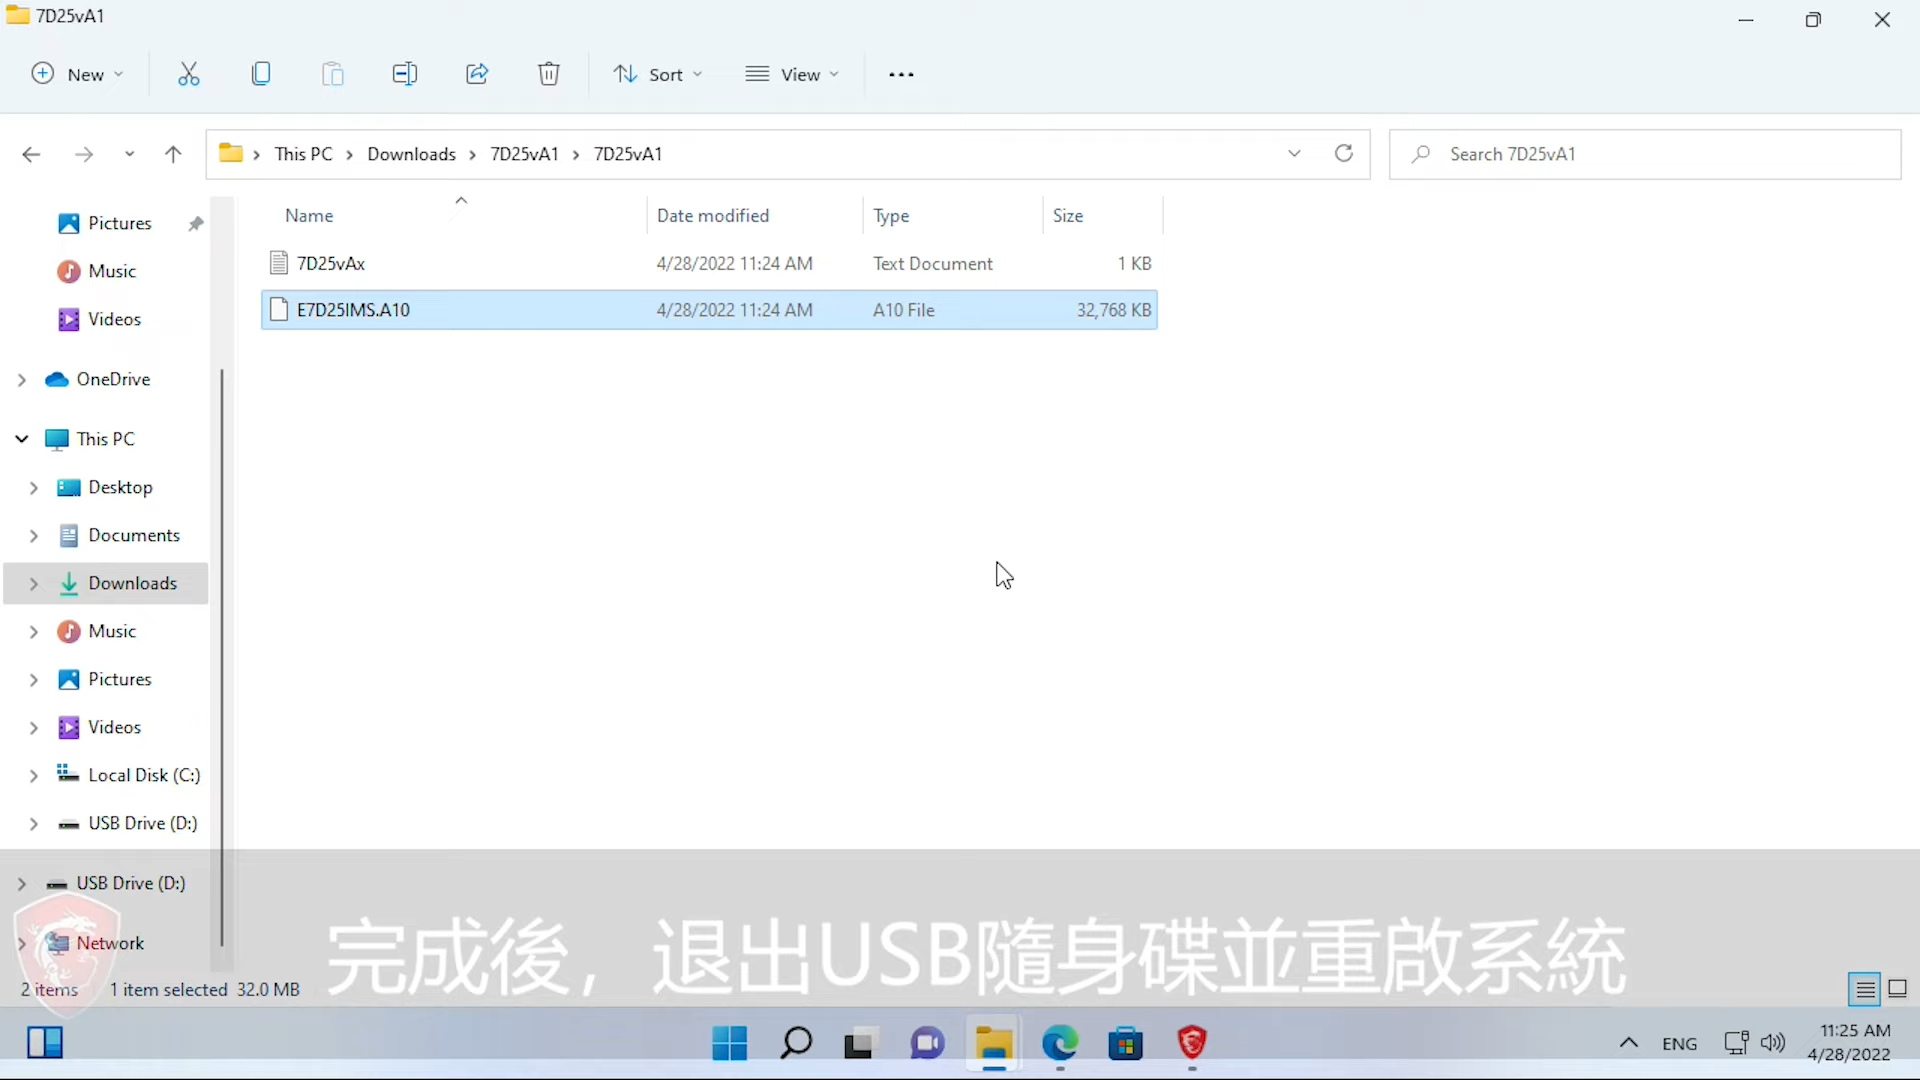 7D25vA1
New
Sort
View
This PC
Downloads
7D25vA1
7D25vA1
Search 7D25vA1
Name
Date modified
Type
Size
7D25vAx
4/28/2022 11:24 AM
Text Document
1 KB
E7D25IMS.A10
4/28/2022 11:24 AM
A10 File
32,768 KB
Pictures
Music
Videos
OneDrive
This PC
Desktop
Documents
Downloads
Music
Pictures
Videos
Local Disk (C:)
USB Drive (D:)
USB Drive (D:)
Network
完成後，退出USB隨身碟並重啟系統
2 items
1 item selected 32.0 MB
ENG
11:25 AM
4/28/2022